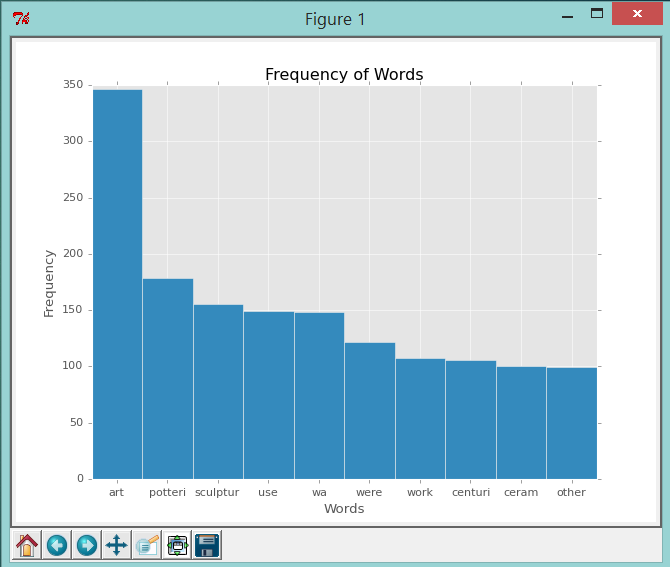 Figure 1
Frequency of Words
350
300
250
200
150
100
50
0
Frequency
art potteri sculptur use wa were work centuri ceram other
Words